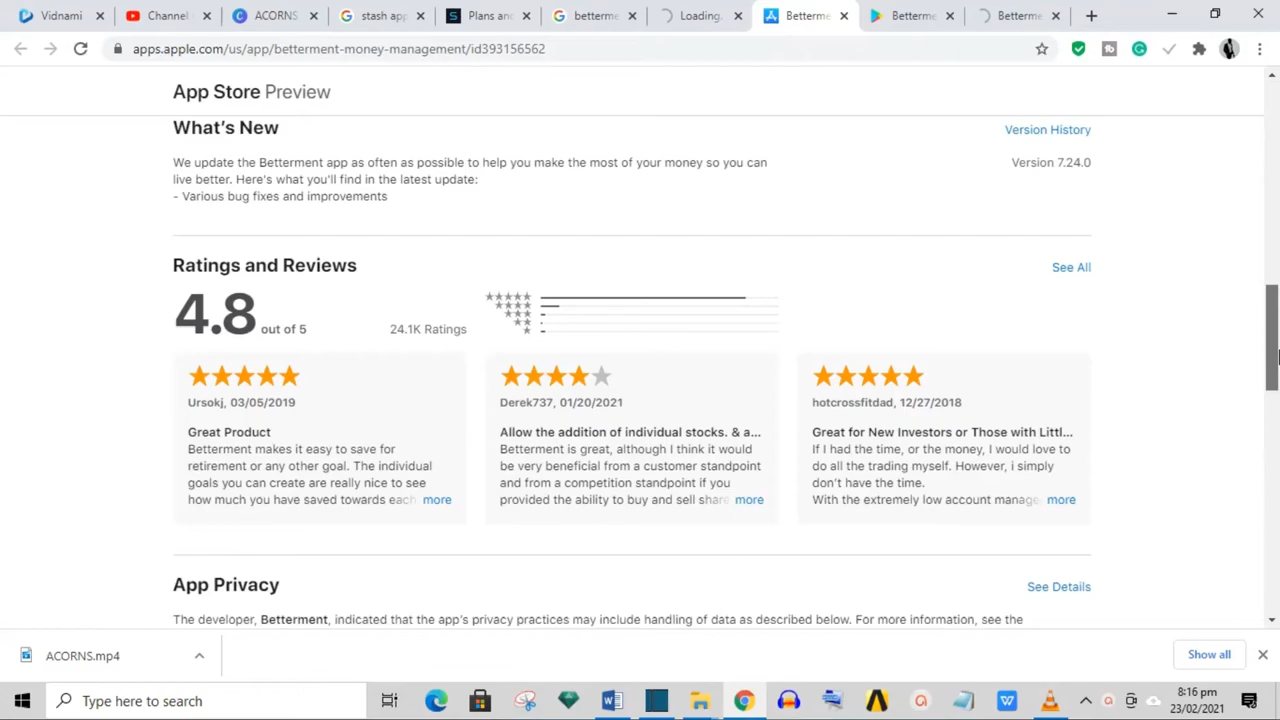 Vidnami
Channel
ACORNS
stash app
Plans and
betterme
Loading.
Betterme
Betterme
Betterme
apps.apple.com/us/app/betterment-money-management/id393156562
App Store Preview
What's New
Version History
We update the Betterment app as often as possible to help you make the most of your money so you can
Version 7.24.0
live better. Here's what you'll find in the latest update:
- Various bug fixes and improvements
Ratings and Reviews
See All
4.8 out of 5
24.1K Ratings
Ursokj, 03/05/2019
Great Product
Betterment makes it easy to save for
retirement or any other goal. The individual
goals you can create are really nice to see
how much you have saved towards each more
Derek737, 01/20/2021
Allow the addition of individual stocks. & a...
Betterment is great, although I think it would
be very beneficial from a customer standpoint
and from a competition standpoint if you
provided the ability to buy and sell share more
hotcrossfitdad, 12/27/2018
Great for New Investors or Those with Littl...
If I had the time, or the money, I would love to
do all the trading myself. However, i simply
don't have the time.
With the extremely low account manage more
App Privacy
See Details
The developer, Betterment, indicated that the app's privacy practices may include handling of data as described below. For more information, see the
ACORNS.mp4
Show all
Type here to search
8:16 pm
23/02/2021